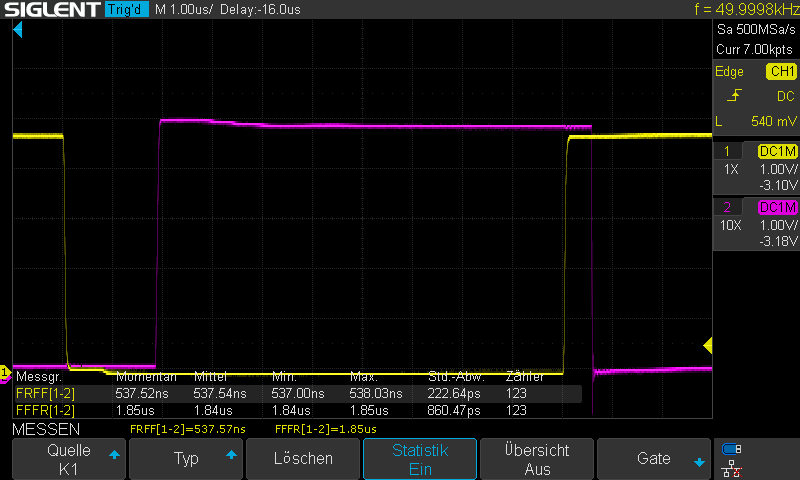 SIGLENT Trig'd M 1.00us/ Delay:-16.0us f = 49.9998kHz
Sa 500MSa/s
Curr 7.00kpts
Edge CH1
DC
L 540 mV
1 DC1M
1X 1.00V/
-3.10V
2 DC1M
10X 1.00V/
-3.18V
1
Messgr. Momentan Mittel Min. Max. Std.-Abw. Zähler
FRFF[1-2] 537.52ns 537.54ns 537.00ns 538.03ns 222.64ps 123
FFFR[1-2] 1.85us 1.84us 1.84us 1.85us 860.47ps 123
MESSEN FRFF[1-2]=537.57ns FFFR[1-2]=1.85us
Quelle
K1
Typ
Löschen
Statistik
Ein
Übersicht
Aus
Gate